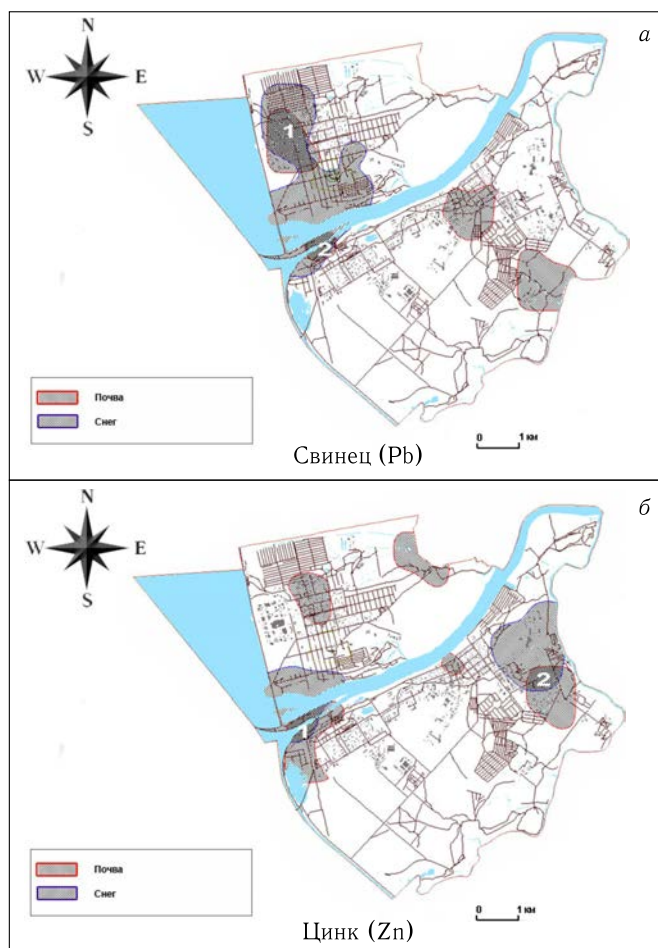 а
N
W E
S
1
2
Почва
Снег
0 1 км
Свинец (Pb)
б
N
W E
S
2
1
Почва
Снег
0 1 км
Цинк (Zn)